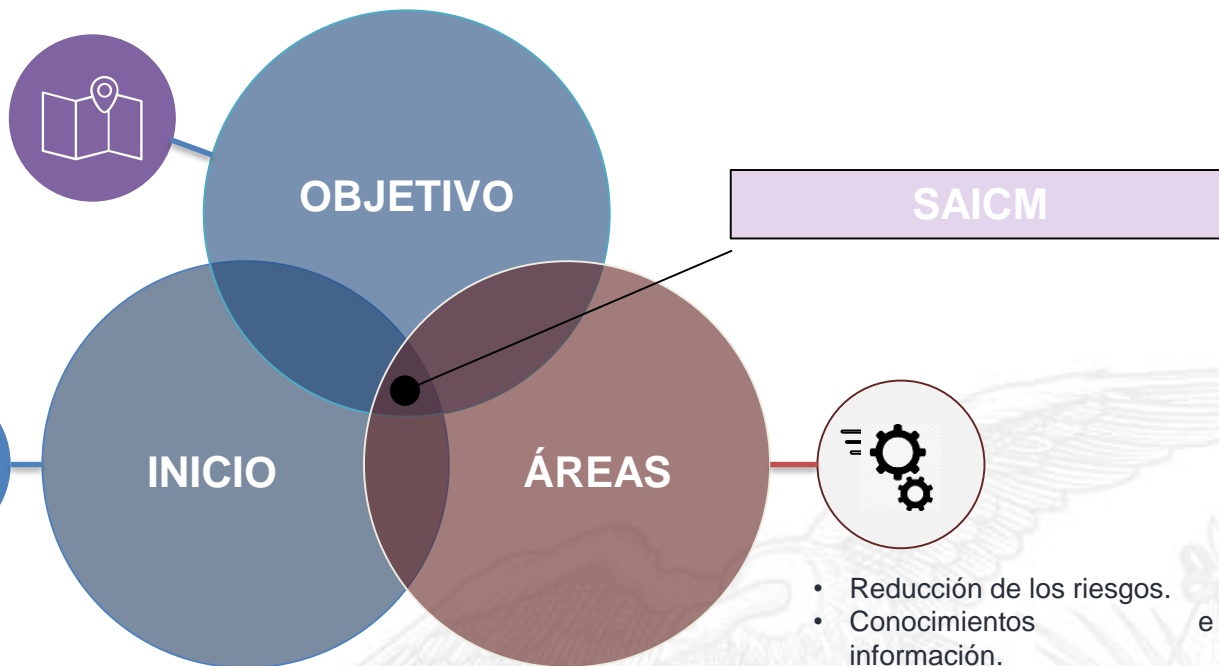 OBJETIVO
SAICM
INICIO
ÁREAS
• Reducción de los riesgos.
• Conocimientos e
información.